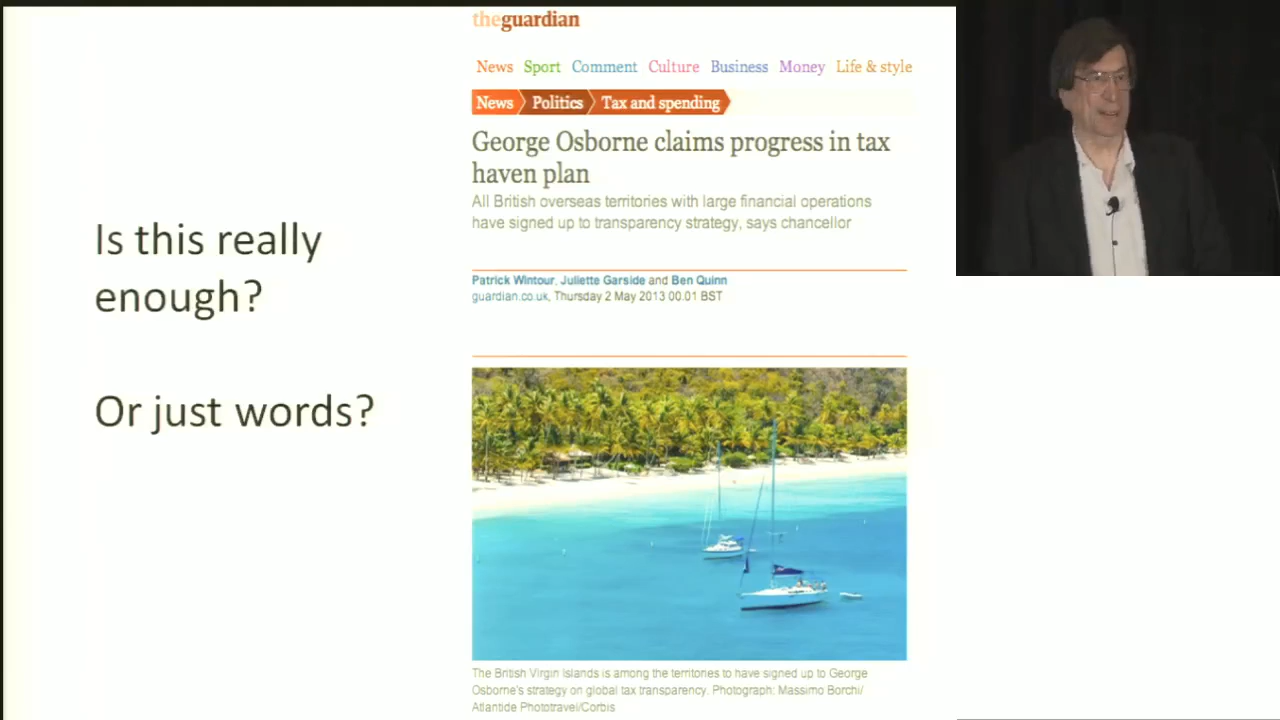 Is this really
enough?
Or just words?
theguardian
News Sport Comment Culture Business Money Life & style
News Politics Tax and spending
George Osborne claims progress in tax
haven plan
All British overseas territories with large financial operations
have signed up to transparency strategy, says chancellor
Patrick Wintour, Juliette Garside and Ben Quinn
guardian.co.uk, Thursday 2 May 2013 00.01 BST
The British Virgin Islands is among the territories to have signed up to George
Osborne's strategy on global tax transparency. Photograph: Massimo Borchi/
Atlantide Phototravel/Corbis